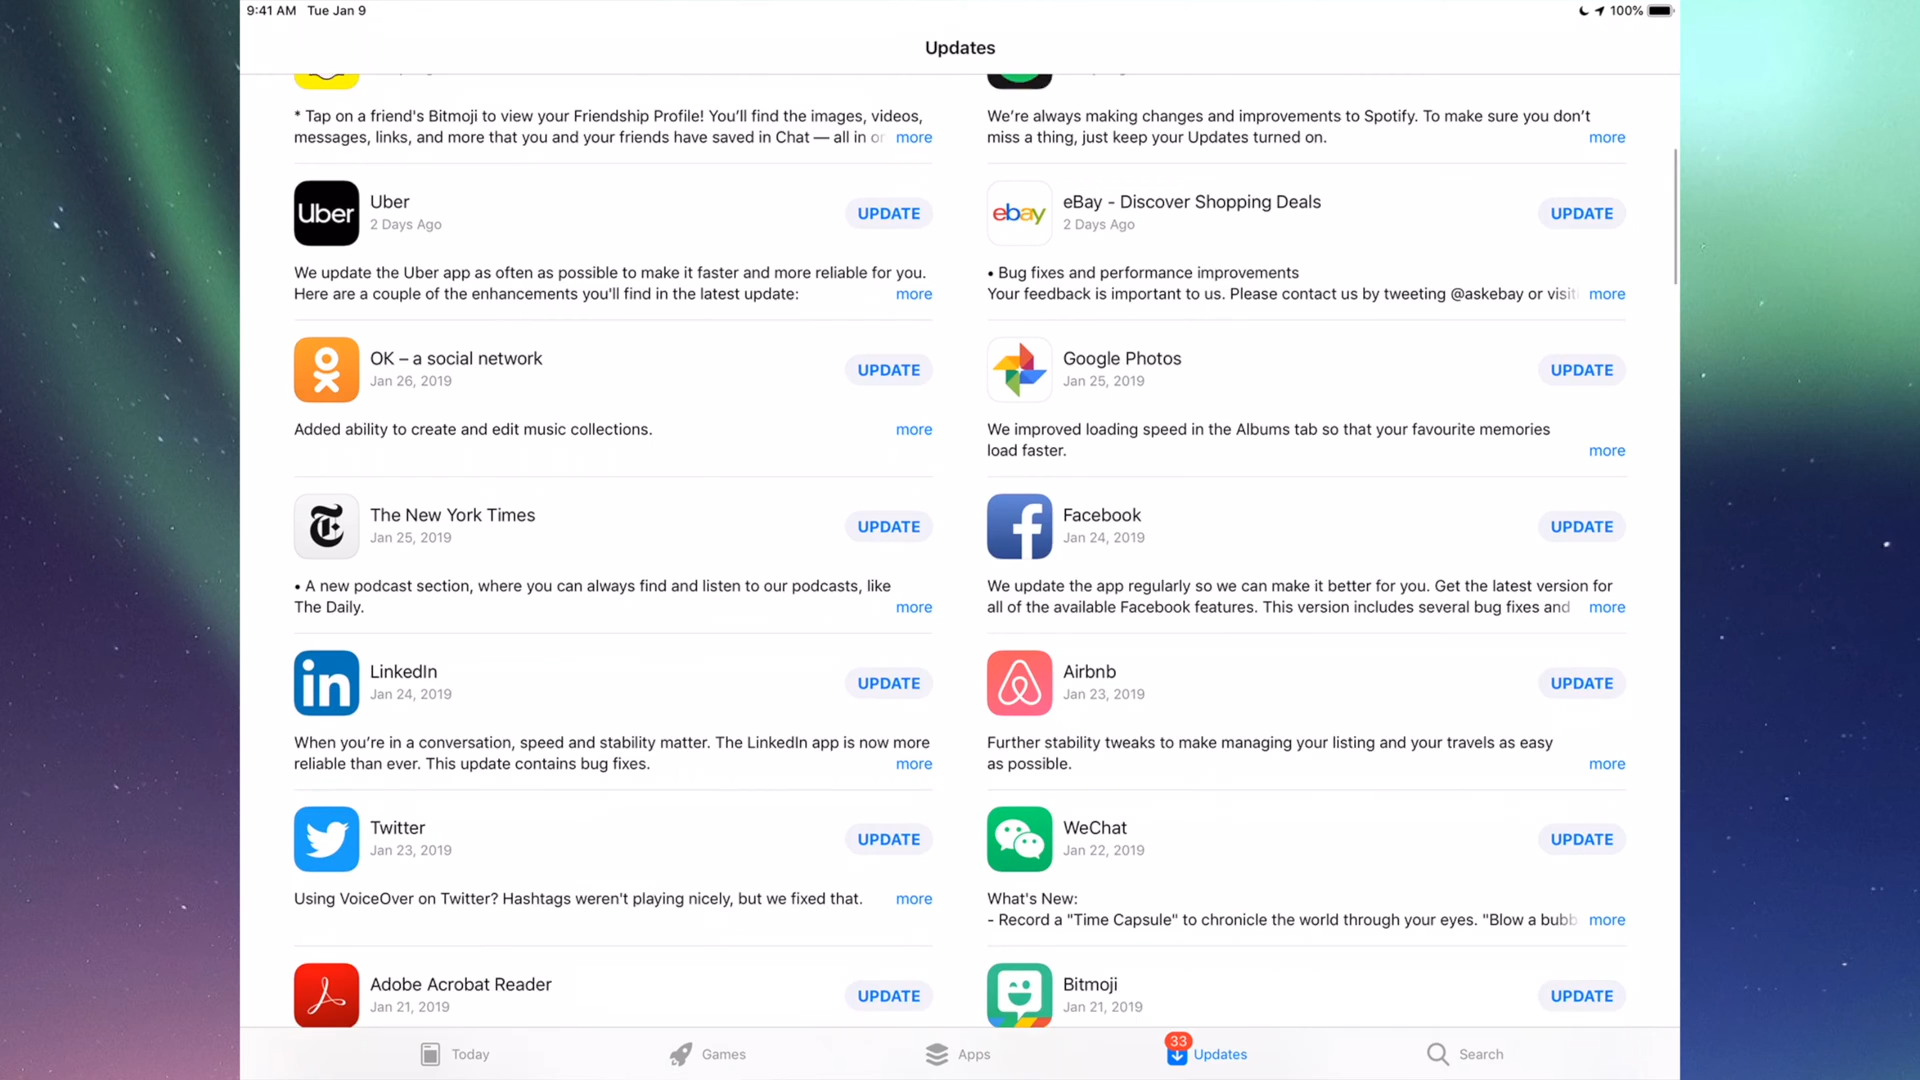 9:41 AM Tue Jan 9
100%
Updates
* Tap on a friend's Bitmoji to view your Friendship Profile! You’ll find the images, videos,
messages, links, and more that you and your friends have saved in Chat — all in or more
We’re always making changes and improvements to Spotify. To make sure you don’t
miss a thing, just keep your Updates turned on. more
Uber
Uber
2 Days Ago
UPDATE
We update the Uber app as often as possible to make it faster and more reliable for you.
Here are a couple of the enhancements you'll find in the latest update: more
ebay
eBay - Discover Shopping Deals
2 Days Ago
UPDATE
• Bug fixes and performance improvements
Your feedback is important to us. Please contact us by tweeting @askebay or visit more
OK – a social network
Jan 26, 2019
UPDATE
Added ability to create and edit music collections. more
Google Photos
Jan 25, 2019
UPDATE
We improved loading speed in the Albums tab so that your favourite memories
load faster. more
The New York Times
Jan 25, 2019
UPDATE
• A new podcast section, where you can always find and listen to our podcasts, like
The Daily. more
Facebook
Jan 24, 2019
UPDATE
We update the app regularly so we can make it better for you. Get the latest version for
all of the available Facebook features. This version includes several bug fixes and more
in
LinkedIn
Jan 24, 2019
UPDATE
When you’re in a conversation, speed and stability matter. The LinkedIn app is now more
reliable than ever. This update contains bug fixes. more
Airbnb
Jan 23, 2019
UPDATE
Further stability tweaks to make managing your listing and your travels as easy
as possible. more
Twitter
Jan 23, 2019
UPDATE
Using VoiceOver on Twitter? Hashtags weren't playing nicely, but we fixed that. more
WeChat
Jan 22, 2019
UPDATE
What's New:
- Record a "Time Capsule" to chronicle the world through your eyes. "Blow a bubb more
Adobe Acrobat Reader
Jan 21, 2019
UPDATE
Bitmoji
Jan 21, 2019
UPDATE
Today
Games
Apps
33
Updates
Search